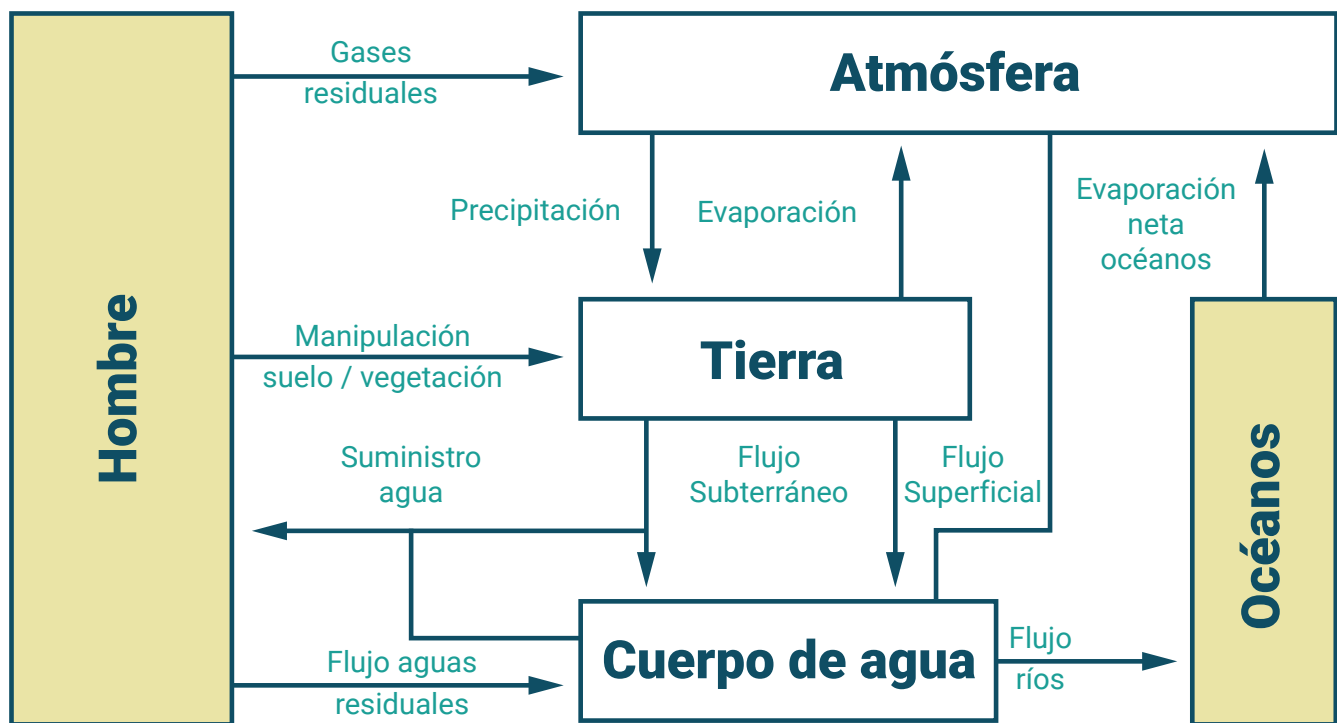 Gases
residuales
Atmósfera
Precipitación
Evaporación
Evaporación
neta
océanos
Hombre
Manipulación
suelo / vegetación
Tierra
Suministro
agua
Flujo
Subterráneo
Flujo
Superficial
Océanos
Flujo aguas
residuales
Cuerpo de agua
Flujo
ríos